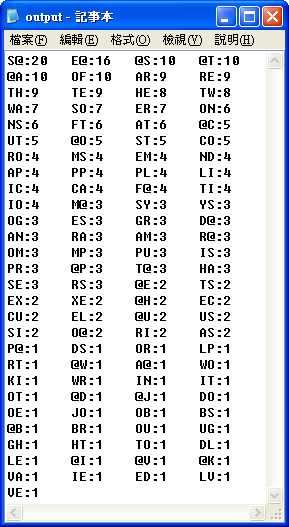 output - 記事本
檔案(F) 編輯(E) 格式(O) 檢視(V) 說明(H)
S@:20 E@:16 @S:10 @T:10
@A:10 OF:10 AR:9 RE:9
TH:9 TE:9 HE:8 TW:8
WA:7 SO:7 ER:7 ON:6
NS:6 FT:6 AT:6 @C:5
UT:5 @O:5 ST:5 CO:5
RO:4 MS:4 EM:4 ND:4
AP:4 PP:4 PL:4 LI:4
IC:4 CA:4 F@:4 TI:4
IO:4 M@:3 SY:3 YS:3
OG:3 ES:3 GR:3 D@:3
AN:3 RA:3 AM:3 R@:3
OM:3 MP:3 PU:3 IS:3
PR:3 @P:3 T@:3 HA:3
SE:3 RS:3 @E:2 TS:2
EX:2 XE:2 @H:2 EC:2
CU:2 EL:2 @U:2 US:2
SI:2 O@:2 RI:2 AS:2
P@:1 DS:1 OR:1 LP:1
RT:1 @W:1 A@:1 WO:1
KI:1 WR:1 IN:1 IT:1
OT:1 @D:1 @J:1 DO:1
OE:1 JO:1 OB:1 BS:1
@B:1 BR:1 OU:1 UG:1
GH:1 HT:1 TO:1 DL:1
LE:1 @I:1 @V:1 @K:1
VA:1 IE:1 ED:1 LV:1
VE:1